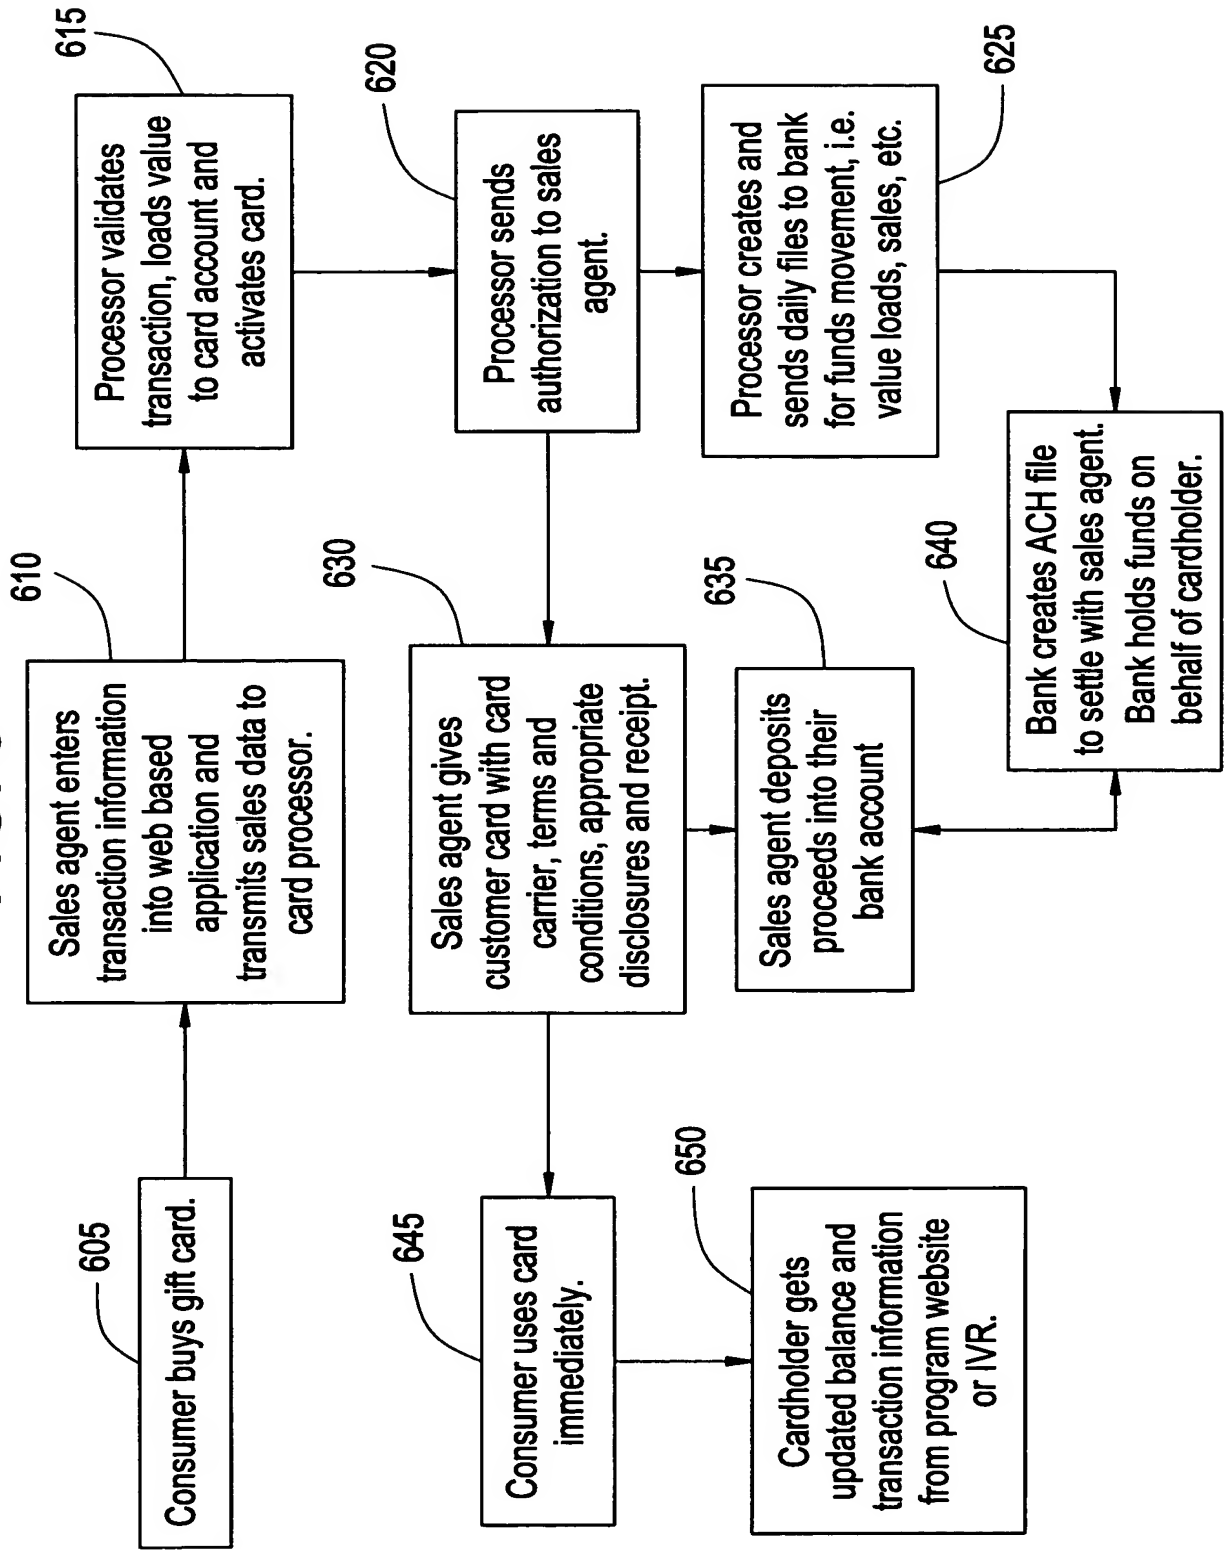 605
Consumer buys gift card.
610
Sales agent enters
transaction information
into web based
application and
transmits sales data to
card processor.
615
Processor validates
transaction, loads value
to card account and
activates card.
620
Processor sends
authorization to sales
agent.
625
Processor creates and
sends daily files to bank
for funds movement, i.e.
value loads, sales, etc.
630
Sales agent gives
customer card with card
carrier, terms and
conditions, appropriate
disclosures and receipt.
635
Sales agent deposits
proceeds into their
bank account
640
Bank creates ACH file
to settle with sales agent.
Bank holds funds on
behalf of cardholder.
645
Consumer uses card
immediately.
650
Cardholder gets
updated balance and
transaction information
from program website
or IVR.